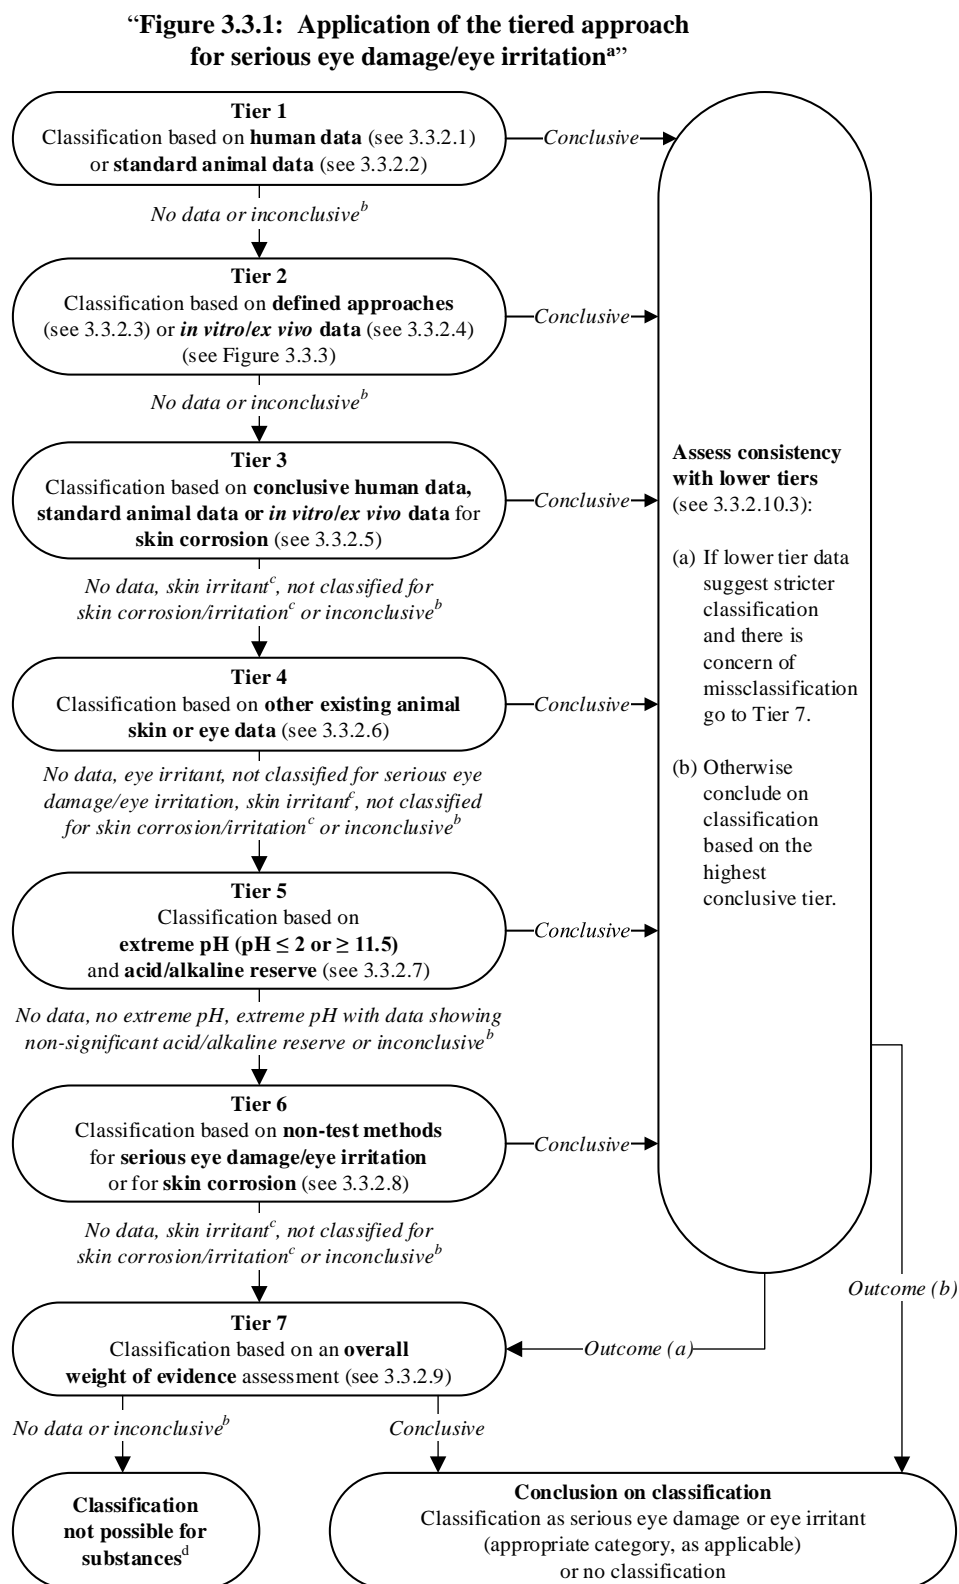 “Figure 3.3.1: Application of the tiered approach
for serious eye damage/eye irritationᵃ”
Tier 1
Classification based on human data (see 3.3.2.1)
or standard animal data (see 3.3.2.2)
Conclusive
No data or inconclusiveᵇ
Tier 2
Classification based on defined approaches
(see 3.3.2.3) or in vitro/ex vivo data (see 3.3.2.4)
(see Figure 3.3.3)
Conclusive
No data or inconclusiveᵇ
Tier 3
Classification based on conclusive human data,
standard animal data or in vitro/ex vivo data for
skin corrosion (see 3.3.2.5)
Conclusive
No data, skin irritantᶜ, not classified for
skin corrosion/irritationᶜ or inconclusiveᵇ
Tier 4
Classification based on other existing animal
skin or eye data (see 3.3.2.6)
Conclusive
No data, eye irritant, not classified for serious eye
damage/eye irritation, skin irritantᶜ, not classified
for skin corrosion/irritationᶜ or inconclusiveᵇ
Tier 5
Classification based on
extreme pH (pH ≤ 2 or ≥ 11.5)
and acid/alkaline reserve (see 3.3.2.7)
Conclusive
No data, no extreme pH, extreme pH with data showing
non-significant acid/alkaline reserve or inconclusiveᵇ
Tier 6
Classification based on non-test methods
for serious eye damage/eye irritation
or for skin corrosion (see 3.3.2.8)
Conclusive
No data, skin irritantᶜ, not classified for
skin corrosion/irritationᶜ or inconclusiveᵇ
Assess consistency
with lower tiers
(see 3.3.2.10.3):
(a) If lower tier data
suggest stricter
classification
and there is
concern of
missclassification
go to Tier 7.
(b) Otherwise
conclude on
classification
based on the
highest
conclusive tier.
Outcome (b)
Tier 7
Classification based on an overall
weight of evidence assessment (see 3.3.2.9)
Outcome (a)
No data or inconclusiveᵇ
Conclusive
Classification
not possible for
substancesᵈ
Conclusion on classification
Classification as serious eye damage or eye irritant
(appropriate category, as applicable)
or no classification